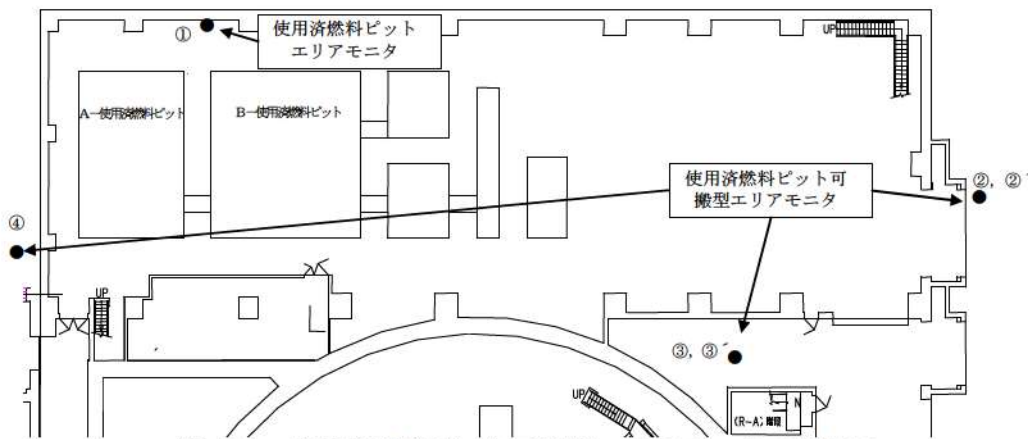 ①
使用済燃料ピット
エリアモニタ
UP
A－使用済燃料ピット
B－使用済燃料ピット
使用済燃料ピット可
搬型エリアモニタ
②, ②´
④
UP
③, ③´
UP
N
(R-A)階段